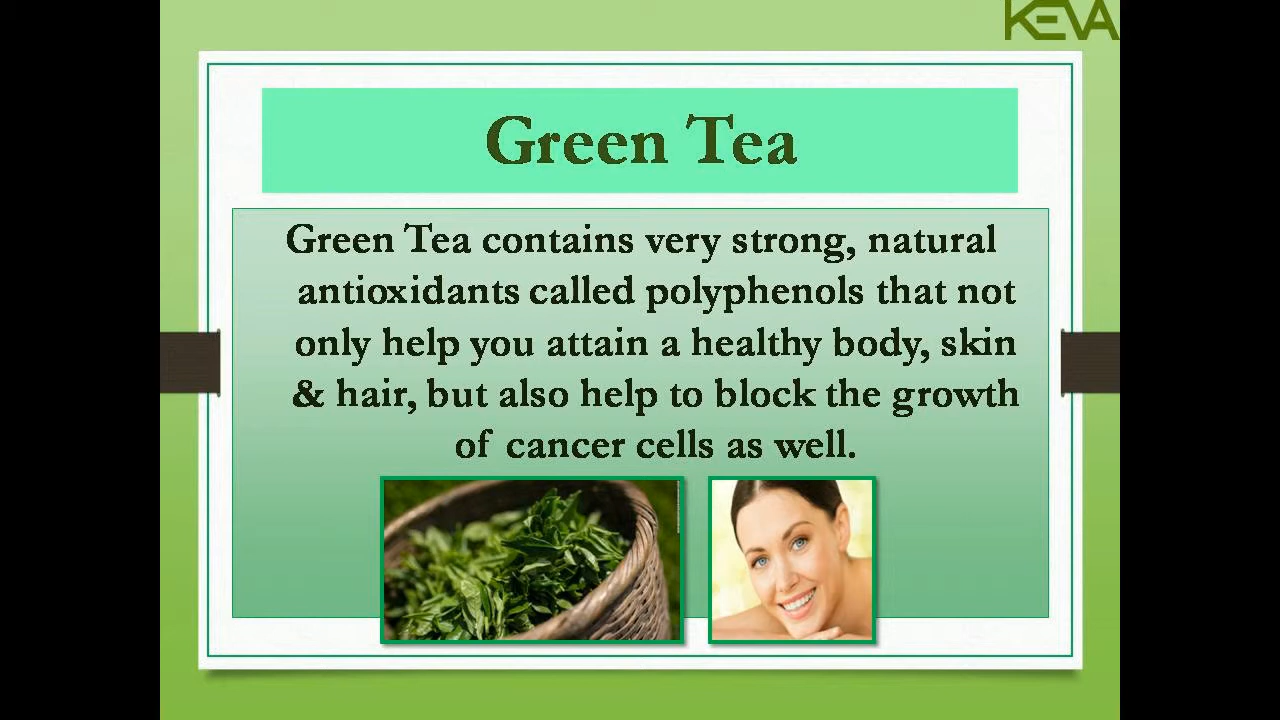 KEVA
Green Tea
Green Tea contains very strong, natural
antioxidants called polyphenols that not
only help you attain a healthy body, skin
& hair, but also help to block the growth
of cancer cells as well.